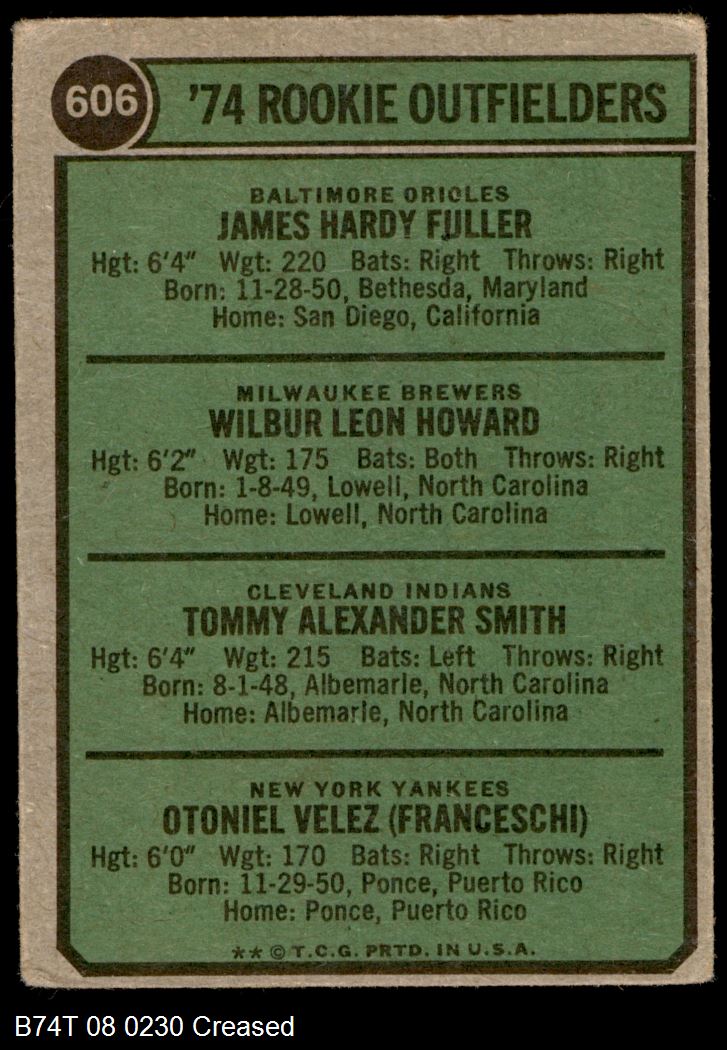 606
'74 ROOKIE OUTFIELDERS
BALTIMORE ORIOLES
JAMES HARDY FULLER
Hgt: 6'4" Wgt: 220 Bats: Right Throws: Right
Born: 11-28-50, Bethesda, Maryland
Home: San Diego, California
MILWAUKEE BREWERS
WILBUR LEON HOWARD
Hgt: 6'2" Wgt: 175 Bats: Both Throws: Right
Born: 1-8-49, Lowell, North Carolina
Home: Lowell, North Carolina
CLEVELAND INDIANS
TOMMY ALEXANDER SMITH
Hgt: 6'4" Wgt: 215 Bats: Left Throws: Right
Born: 8-1-48, Albemarle, North Carolina
Home: Albemarle, North Carolina
NEW YORK YANKEES
OTONIEL VELEZ (FRANCESCHI)
Hgt: 6'0" Wgt: 170 Bats: Right Throws: Right
Born: 11-29-50, Ponce, Puerto Rico
Home: Ponce, Puerto Rico
** © T.C.G. PRTD. IN U.S.A.
B74T 08 0230 Creased